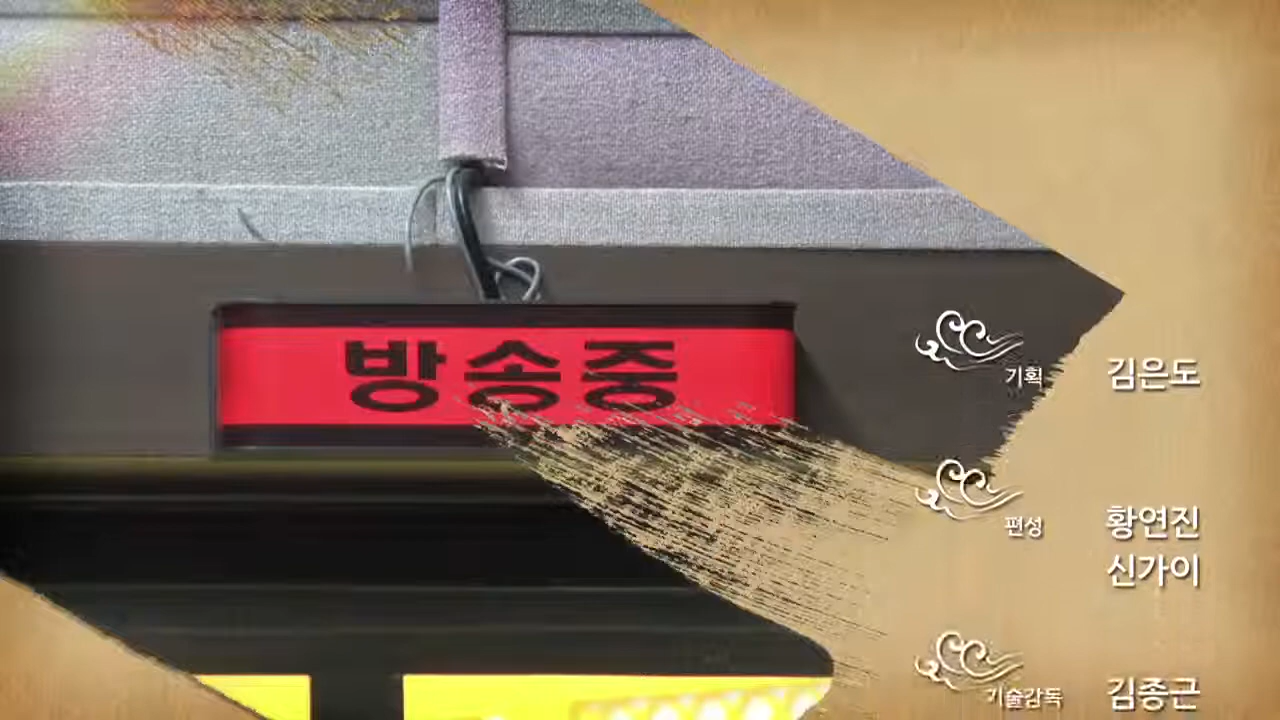 방송중
기획 김은도
편성 황연진
신가이
기술감독 김종근